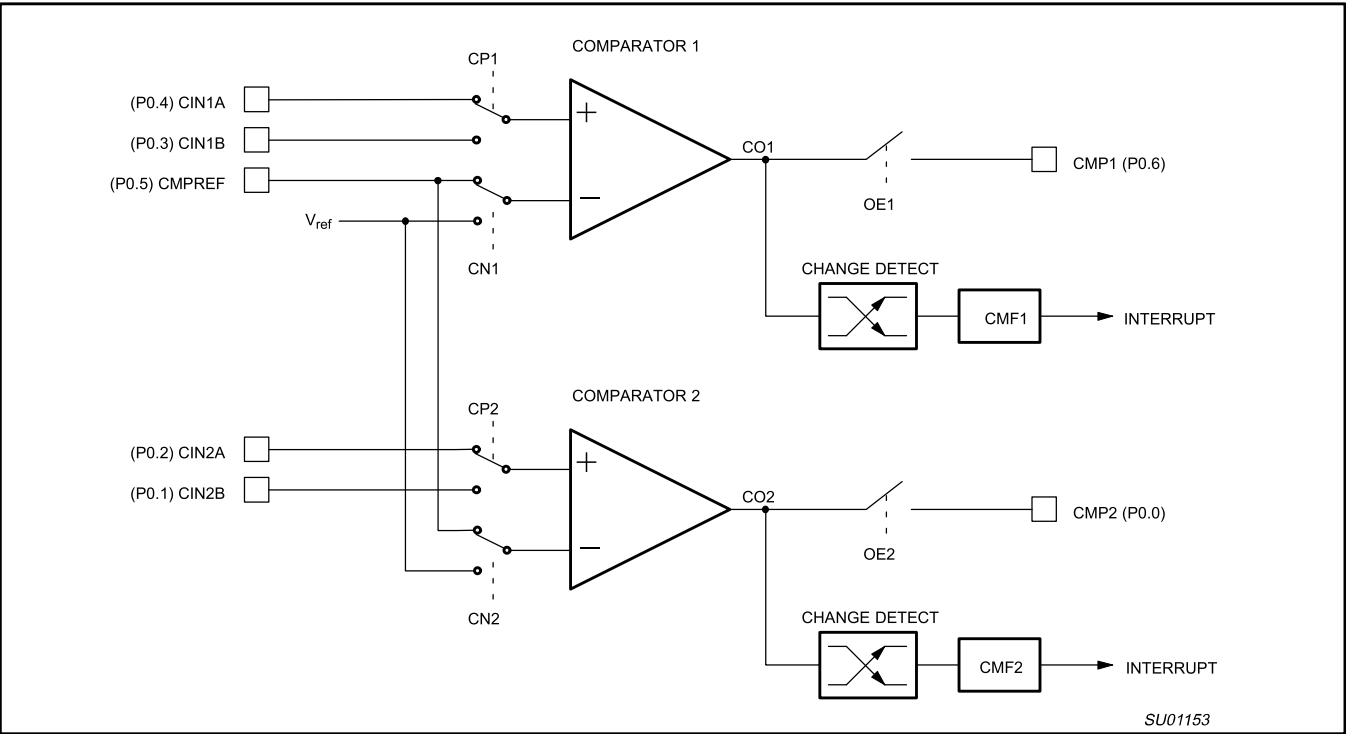 COMPARATOR 1
CP1
(P0.4) CIN1A
(P0.3) CIN1B
(P0.5) CMPREF
Vref
CN1
+
−
CO1
OE1
CMP1 (P0.6)
CHANGE DETECT
CMF1
INTERRUPT
COMPARATOR 2
CP2
(P0.2) CIN2A
(P0.1) CIN2B
CN2
+
−
CO2
OE2
CMP2 (P0.0)
CHANGE DETECT
CMF2
INTERRUPT
SU01153